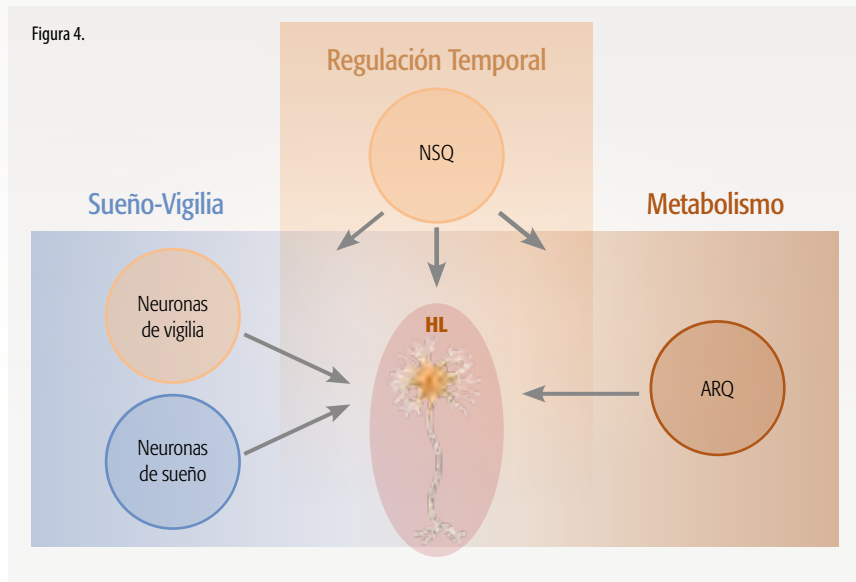 Figura 4.
Regulación Temporal
NSQ
Sueño-Vigilia
Metabolismo
Neuronas
de vigilia
HL
ARQ
Neuronas
de sueño